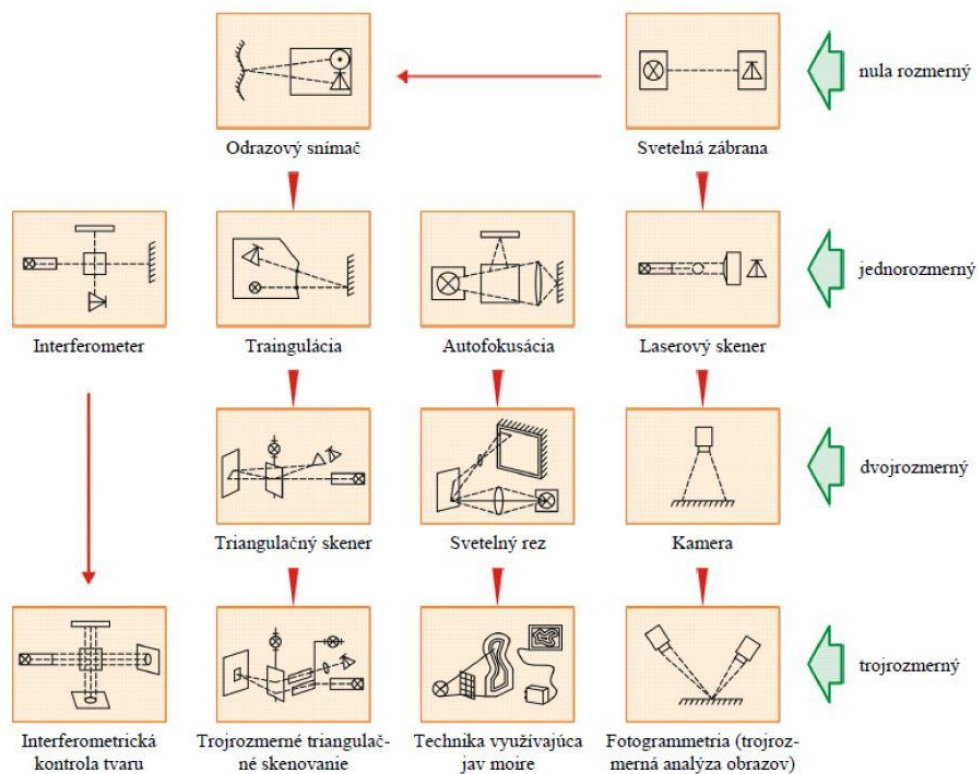 nula rozmerný
Odrazový snímač
Svetelná zábrana
jednorozmerný
Interferometer
Traingulácia
Autofokusácia
Laserový skener
dvojrozmerný
Triangulačný skener
Svetelný rez
Kamera
trojrozmerný
Interferometrická
kontrola tvaru
Trojrozmerné triangulač-
né skenovanie
Technika využívajúca
jav moire
Fotogrammetria (trojroz-
merná analýza obrazov)